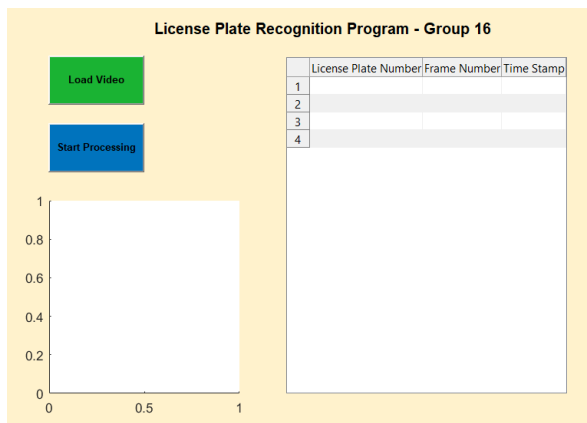 License Plate Recognition Program - Group 16
Load Video
Start Processing
License Plate Number Frame Number Time Stamp
1
2
3
4
1
0.8
0.6
0.4
0.2
0
0 0.5 1